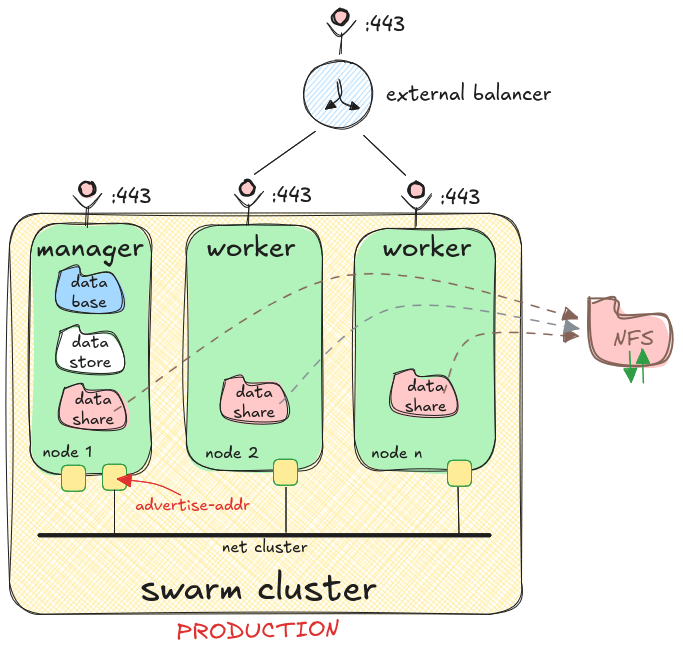 :443
external balancer
:443
:443
:443
manager
worker
worker
data
base
data
store
data
share
data
share
data
share
NFS
node 1
node 2
node n
advertise-addr
net cluster
swarm cluster
PRODUCTION